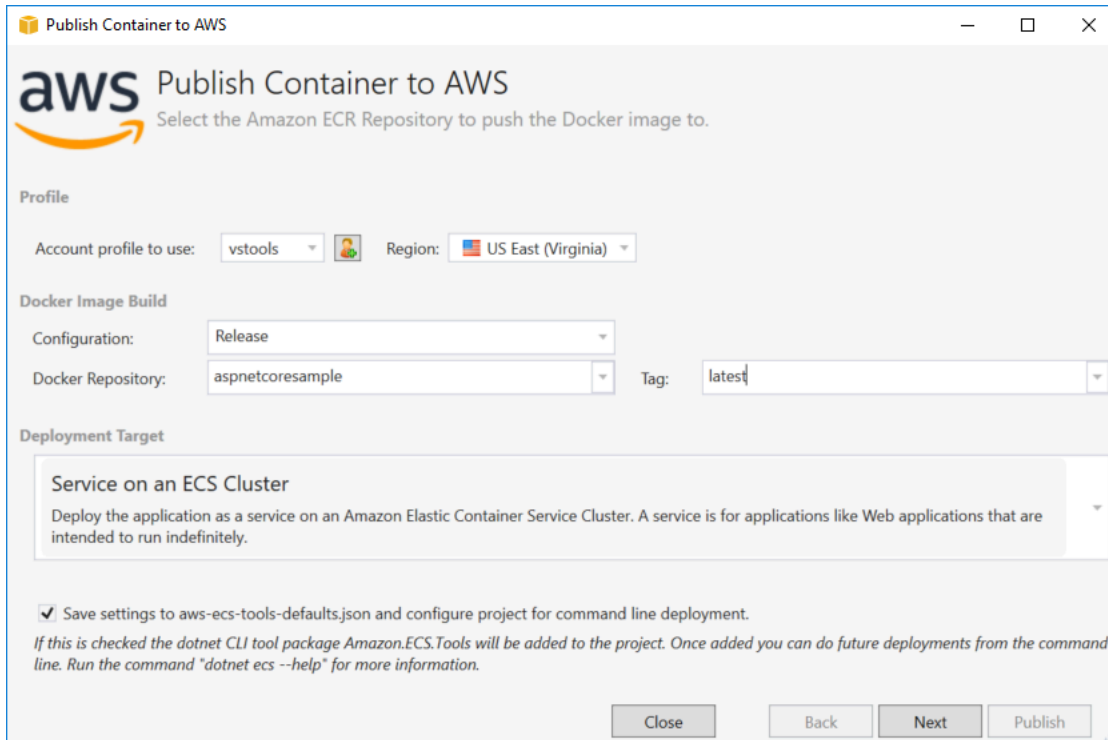 Publish Container to AWS
aws
Publish Container to AWS
Select the Amazon ECR Repository to push the Docker image to.
Profile
Account profile to use: vstools Region: US East (Virginia)
Docker Image Build
Configuration: Release
Docker Repository: aspnetcoresample Tag: latest
Deployment Target
Service on an ECS Cluster
Deploy the application as a service on an Amazon Elastic Container Service Cluster. A service is for applications like Web applications that are
intended to run indefinitely.
Save settings to aws-ecs-tools-defaults.json and configure project for command line deployment.
If this is checked the dotnet CLI tool package Amazon.ECS.Tools will be added to the project. Once added you can do future deployments from the command
line. Run the command "dotnet ecs --help" for more information.
Close Back Next Publish